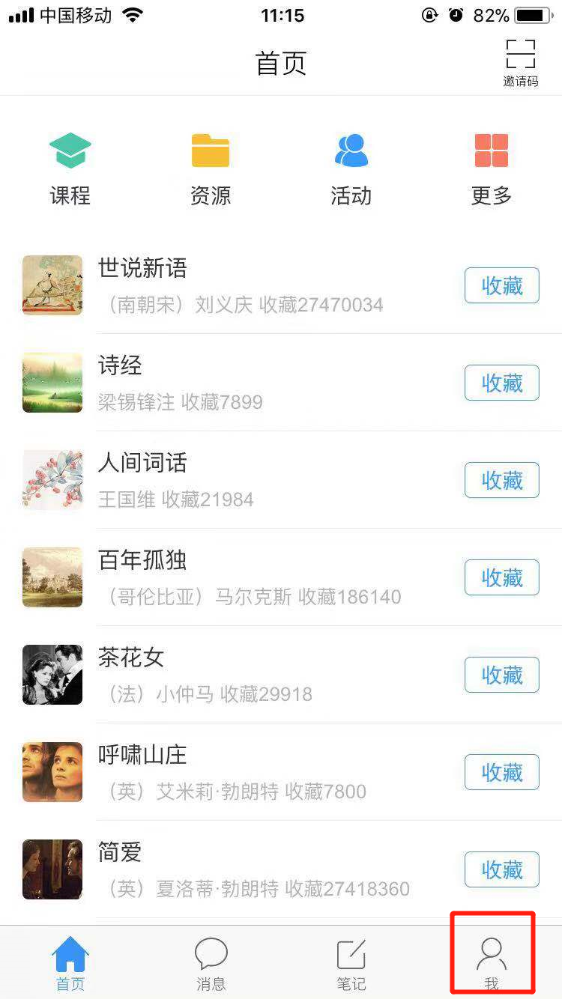 中国移动 11:15 82%
首页
邀请码
课程 资源 活动 更多
世说新语
（南朝宋）刘义庆 收藏27470034
收藏
诗经
梁锡锋注 收藏7899
收藏
人间词话
王国维 收藏21984
收藏
百年孤独
（哥伦比亚）马尔克斯 收藏186140
收藏
茶花女
（法）小仲马 收藏29918
收藏
呼啸山庄
（英）艾米莉·勃朗特 收藏7800
收藏
简爱
（英）夏洛蒂·勃朗特 收藏27418360
收藏
首页 消息 笔记 我